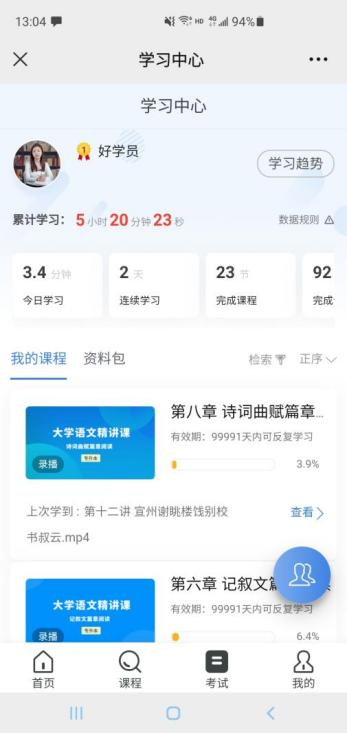 13:04 HD 4G 94%
学习中心
学习中心
1 好学员
学习趋势
累计学习： 5 小时 20 分钟 23 秒 数据规则
3.4 分钟 2 天 23 节 92
今日学习 连续学习 完成课程 完成
我的课程 资料包 检索 正序
大学语文精讲课
诗词曲赋篇章阅读
专升本
录播
第八章 诗词曲赋篇章...
有效期：99991天内可反复学习
3.9%
上次学到：第十二讲 宣州谢眺楼饯别校
书叔云.mp4
查看
大学语文精讲课
记叙文篇章阅读
专升本
录播
第六章 记叙文篇
有效期：99991天内可反复学习
6.4%
首页 课程 考试 我的